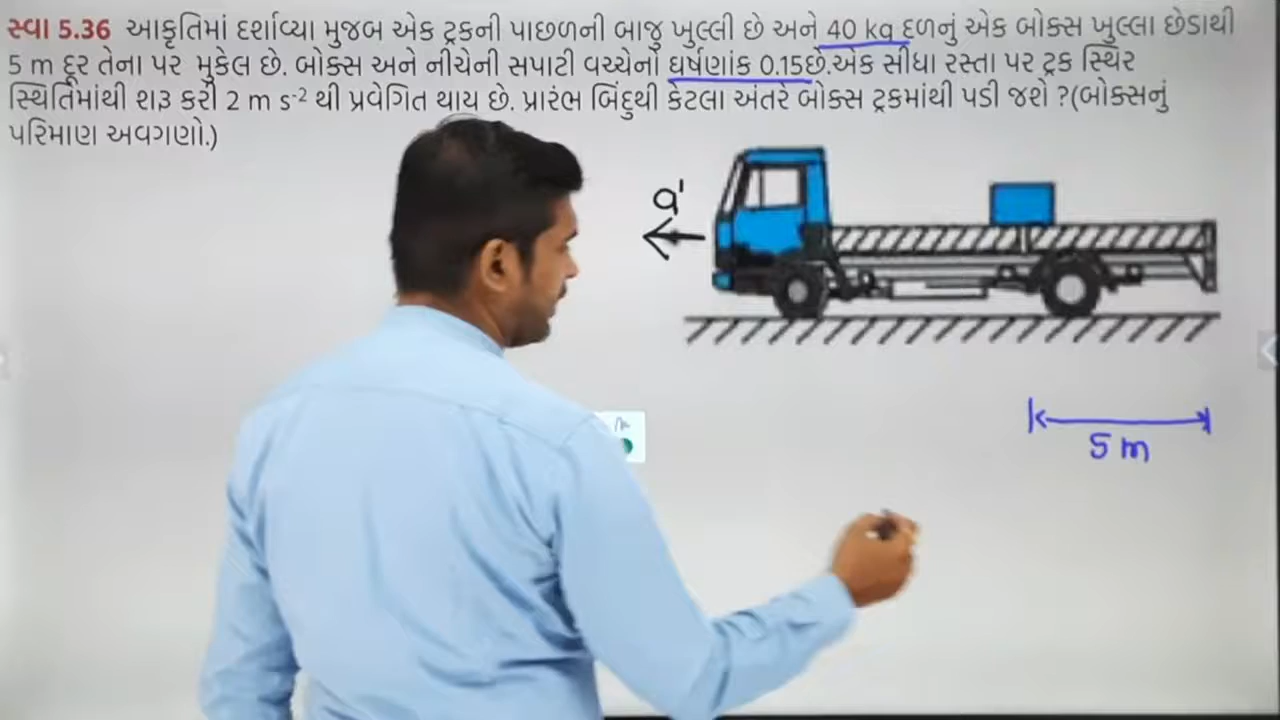 સ્વા 5.36 આકૃતિમાં દર્શાવ્યા મુજબ એક ટ્રકની પાછળની બાજુ ખુલ્લી છે અને 40 kg દળનું એક બોક્સ ખુલ્લા છેડાથી
5 m દૂર તેના પર મુકેલ છે. બોક્સ અને નીચેની સપાટી વચ્ચેનો ઘર્ષણાંક 0.15છે.એક સીધા રસ્તા પર ટ્રક સ્થિર
સ્થિતિમાંથી શરૂ કરી 2 m s-2 થી પ્રવેગિત થાય છે. પ્રારંભ બિંદુથી કેટલા અંતરે બોક્સ ટ્રકમાંથી પડી જશે ?(બોક્સનું
પરિમાણ અવગણો.)
a'
5 m